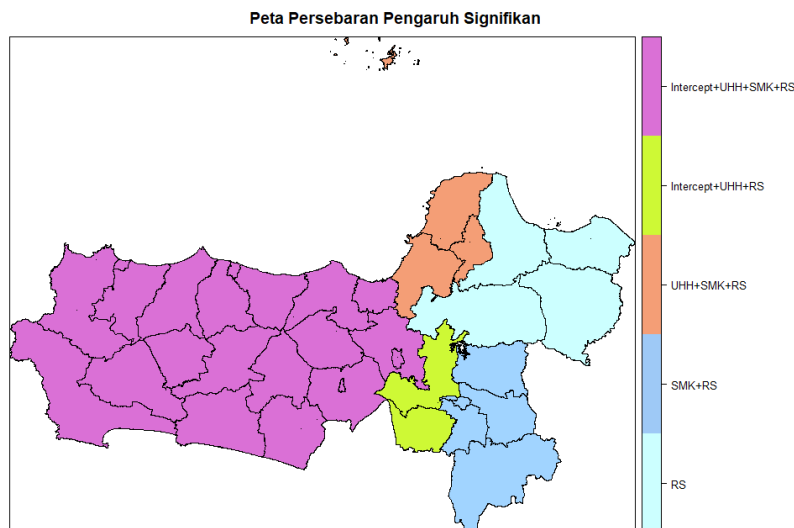 Peta Persebaran Pengaruh Signifikan
Intercept+UHH+SMK+RS
Intercept+UHH+RS
UHH+SMK+RS
SMK+RS
RS